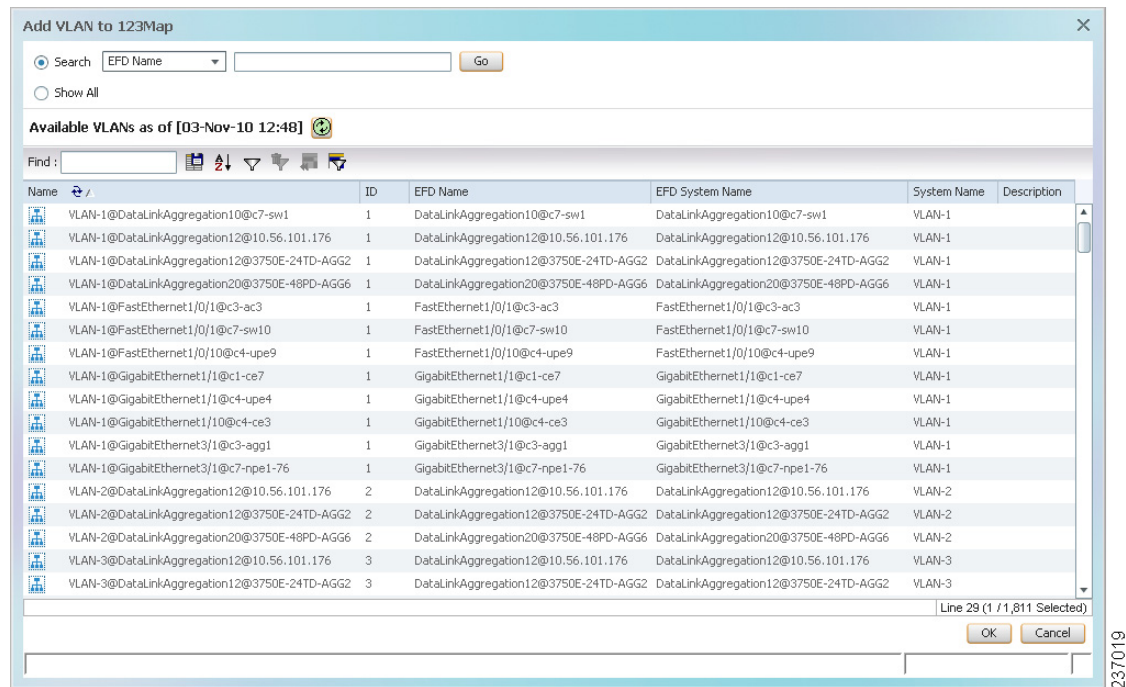 Add VLAN to 123Map
Search EFD Name Go
Show All
Available VLANs as of [03-Nov-10 12:48]
Find :
Name ID EFD Name EFD System Name System Name Description
VLAN-1@DataLinkAggregation10@c7-sw1 1 DataLinkAggregation10@c7-sw1 DataLinkAggregation10@c7-sw1 VLAN-1
VLAN-1@DataLinkAggregation12@10.56.101.176 1 DataLinkAggregation12@10.56.101.176 DataLinkAggregation12@10.56.101.176 VLAN-1
VLAN-1@DataLinkAggregation12@3750E-24TD-AGG2 1 DataLinkAggregation12@3750E-24TD-AGG2 DataLinkAggregation12@3750E-24TD-AGG2 VLAN-1
VLAN-1@DataLinkAggregation20@3750E-48PD-AGG6 1 DataLinkAggregation20@3750E-48PD-AGG6 DataLinkAggregation20@3750E-48PD-AGG6 VLAN-1
VLAN-1@FastEthernet1/0/1@c3-ac3 1 FastEthernet1/0/1@c3-ac3 FastEthernet1/0/1@c3-ac3 VLAN-1
VLAN-1@FastEthernet1/0/1@c7-sw10 1 FastEthernet1/0/1@c7-sw10 FastEthernet1/0/1@c7-sw10 VLAN-1
VLAN-1@FastEthernet1/0/10@c4-upe9 1 FastEthernet1/0/10@c4-upe9 FastEthernet1/0/10@c4-upe9 VLAN-1
VLAN-1@GigabitEthernet1/1@c1-ce7 1 GigabitEthernet1/1@c1-ce7 GigabitEthernet1/1@c1-ce7 VLAN-1
VLAN-1@GigabitEthernet1/1@c4-upe4 1 GigabitEthernet1/1@c4-upe4 GigabitEthernet1/1@c4-upe4 VLAN-1
VLAN-1@GigabitEthernet1/10@c4-ce3 1 GigabitEthernet1/10@c4-ce3 GigabitEthernet1/10@c4-ce3 VLAN-1
VLAN-1@GigabitEthernet3/1@c3-agg1 1 GigabitEthernet3/1@c3-agg1 GigabitEthernet3/1@c3-agg1 VLAN-1
VLAN-1@GigabitEthernet3/1@c7-npe1-76 1 GigabitEthernet3/1@c7-npe1-76 GigabitEthernet3/1@c7-npe1-76 VLAN-1
VLAN-2@DataLinkAggregation12@10.56.101.176 2 DataLinkAggregation12@10.56.101.176 DataLinkAggregation12@10.56.101.176 VLAN-2
VLAN-2@DataLinkAggregation12@3750E-24TD-AGG2 2 DataLinkAggregation12@3750E-24TD-AGG2 DataLinkAggregation12@3750E-24TD-AGG2 VLAN-2
VLAN-2@DataLinkAggregation20@3750E-48PD-AGG6 2 DataLinkAggregation20@3750E-48PD-AGG6 DataLinkAggregation20@3750E-48PD-AGG6 VLAN-2
VLAN-3@DataLinkAggregation12@10.56.101.176 3 DataLinkAggregation12@10.56.101.176 DataLinkAggregation12@10.56.101.176 VLAN-3
VLAN-3@DataLinkAggregation12@3750E-24TD-AGG2 3 DataLinkAggregation12@3750E-24TD-AGG2 DataLinkAggregation12@3750E-24TD-AGG2 VLAN-3
Line 29 (1 / 1,811 Selected)
OK Cancel
237019